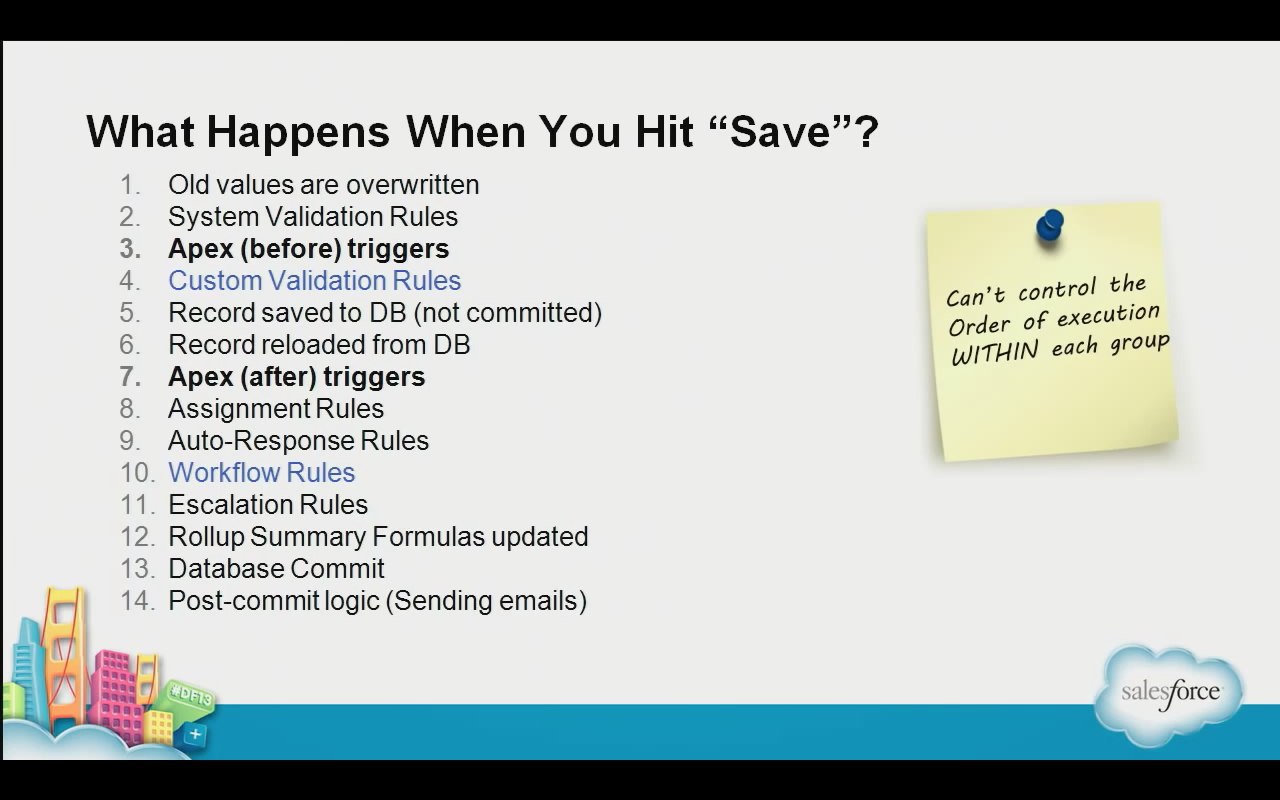 What Happens When You Hit “Save”?
1. Old values are overwritten
2. System Validation Rules
3. Apex (before) triggers
4. Custom Validation Rules
5. Record saved to DB (not committed)
6. Record reloaded from DB
7. Apex (after) triggers
8. Assignment Rules
9. Auto-Response Rules
10. Workflow Rules
11. Escalation Rules
12. Rollup Summary Formulas updated
13. Database Commit
14. Post-commit logic (Sending emails)
Can’t control the
Order of execution
WITHIN each group
#DF13
+
salesforce